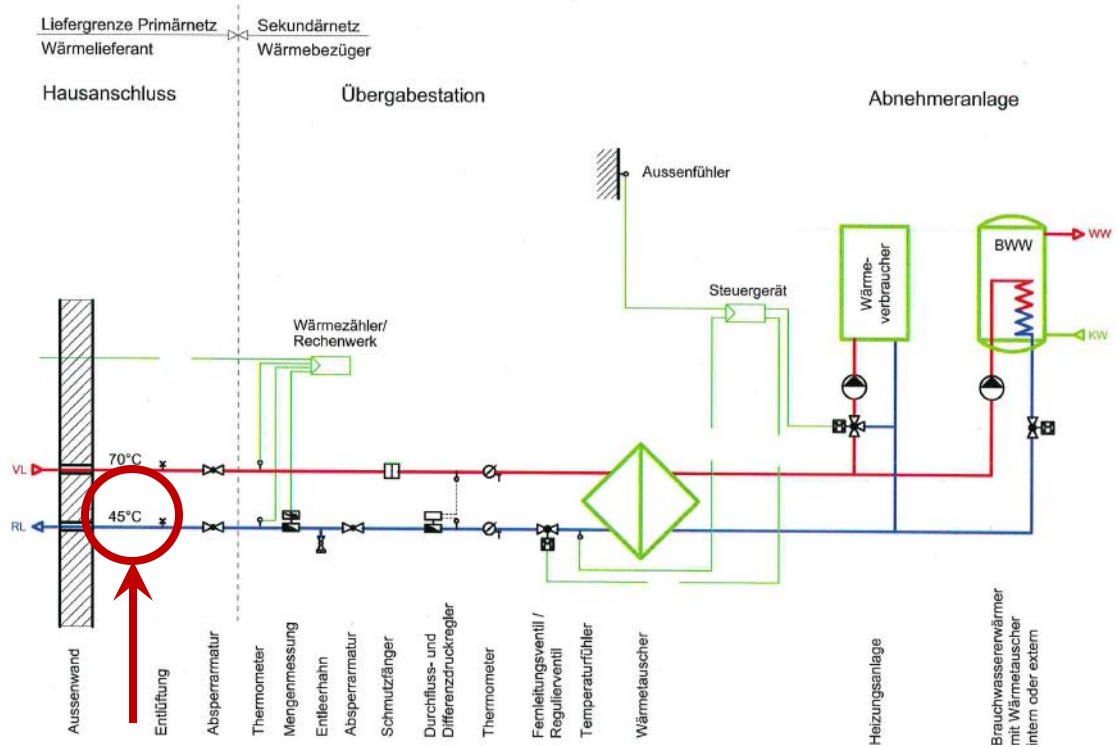 Liefergrenze Primärnetz
Sekundärnetz
Wärmelieferant
Wärmebezüger
Hausanschluss
Übergabestation
Abnehmeranlage
Aussenfühler
Steuergerät
Wärme-
verbraucher
BWW
WW
KW
Wärmezähler/
Rechenwerk
VL
70°C
RL
45°C
Aussenwand
Entlüftung
Absperrarmatur
Thermometer
Mengenmessung
Entleerhahn
Absperrarmatur
Schmutzfänger
Durchfluss- und
Differenzdruckregler
Thermometer
Fernleitungsventil /
Regulierventil
Temperaturfühler
Wärmetauscher
Heizungsanlage
Brauchwassererwärmer
mit Wärmetauscher
intern oder extern